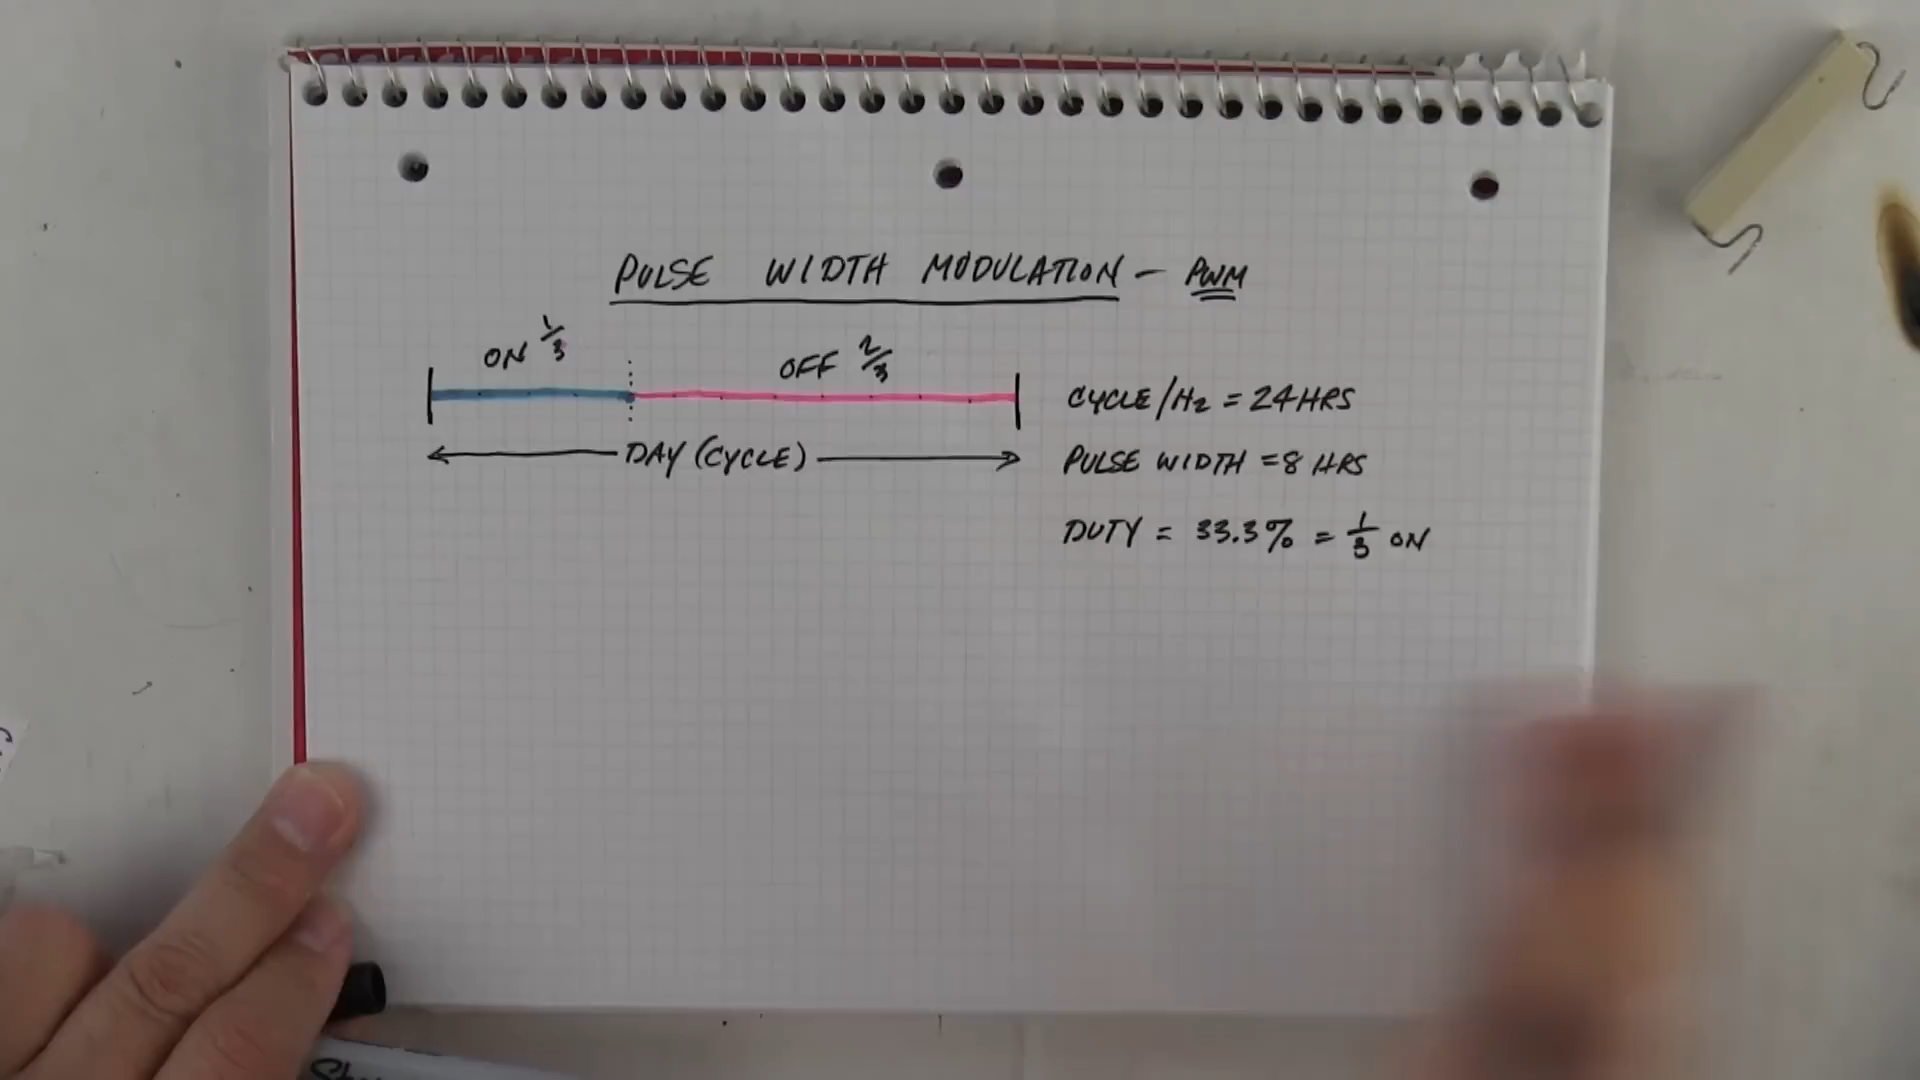 PULSE WIDTH MODULATION - PWM
ON 1/3
OFF 2/3
DAY (CYCLE)
CYCLE/Hz = 24HRS
PULSE WIDTH = 8 HRS
DUTY = 33.3% = 1/3 ON